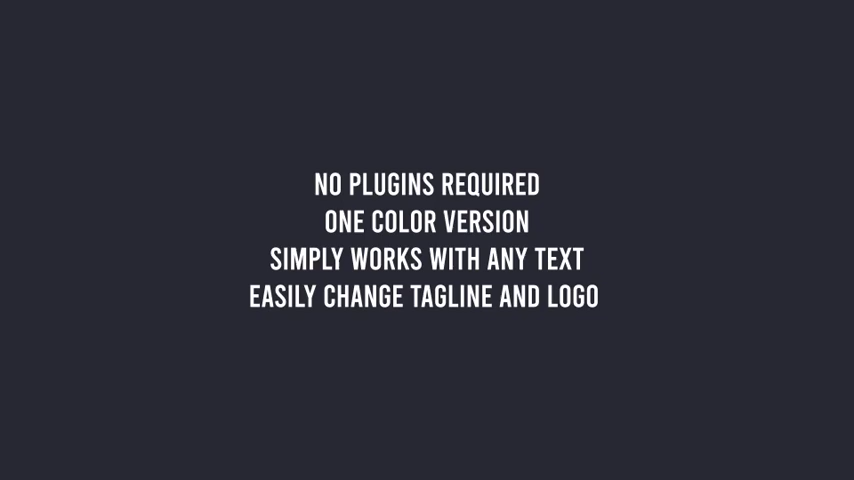 NO PLUGINS REQUIRED
ONE COLOR VERSION
SIMPLY WORKS WITH ANY TEXT
EASILY CHANGE TAGLINE AND LOGO